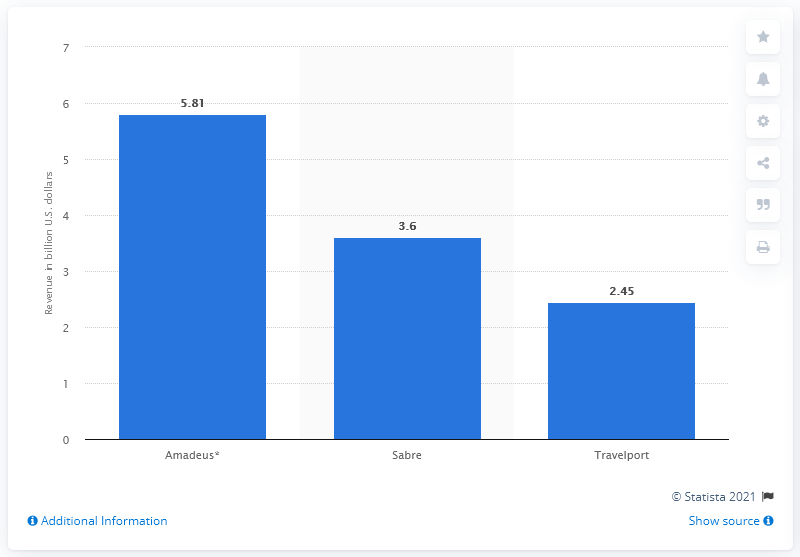 7
6
5
4
3
2
1
0
Revenue in billion U.S. dollars
5.81
3.6
2.45
Amadeus*
Sabre
Travelport
© Statista 2021
Additional Information
Show source